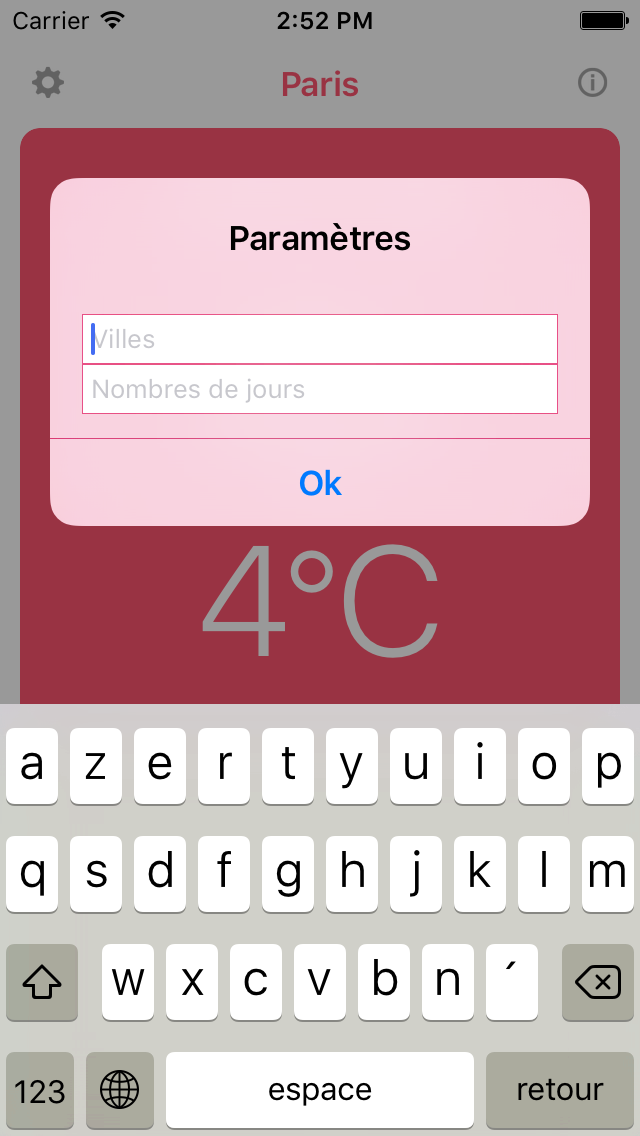 Carrier 2:52 PM
Paris
Paramètres
Villes
Nombres de jours
Ok
4°C
a z e r t y u i o p
q s d f g h j k l m
w x c v b n ´
123 espace retour